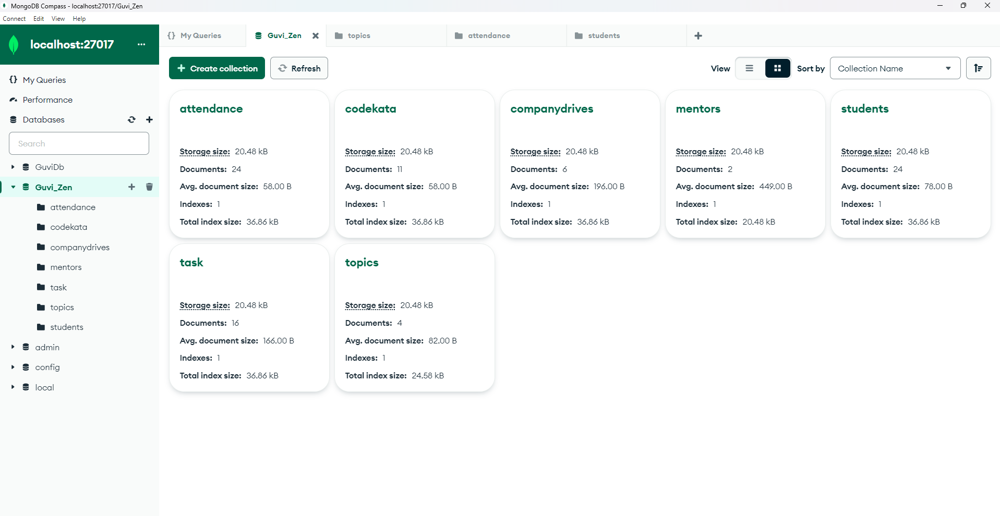 MongoDB Compass - localhost:27017/Guvi_Zen
Connect Edit View Help
localhost:27017 ...
{} My Queries
Performance
Databases
Search
GuviDb
Guvi_Zen
attendance
codekata
companydrives
mentors
task
topics
students
admin
config
local
{} My Queries
Guvi_Zen
topics
attendance
students
Create collection
Refresh
View
Sort by
Collection Name
attendance
Storage size: 20.48 kB
Documents: 24
Avg. document size: 58.00 B
Indexes: 1
Total index size: 36.86 kB
codekata
Storage size: 20.48 kB
Documents: 11
Avg. document size: 58.00 B
Indexes: 1
Total index size: 36.86 kB
companydrives
Storage size: 20.48 kB
Documents: 6
Avg. document size: 196.00 B
Indexes: 1
Total index size: 36.86 kB
mentors
Storage size: 20.48 kB
Documents: 2
Avg. document size: 449.00 B
Indexes: 1
Total index size: 20.48 kB
students
Storage size: 20.48 kB
Documents: 24
Avg. document size: 78.00 B
Indexes: 1
Total index size: 36.86 kB
task
Storage size: 20.48 kB
Documents: 16
Avg. document size: 166.00 B
Indexes: 1
Total index size: 36.86 kB
topics
Storage size: 20.48 kB
Documents: 4
Avg. document size: 82.00 B
Indexes: 1
Total index size: 24.58 kB